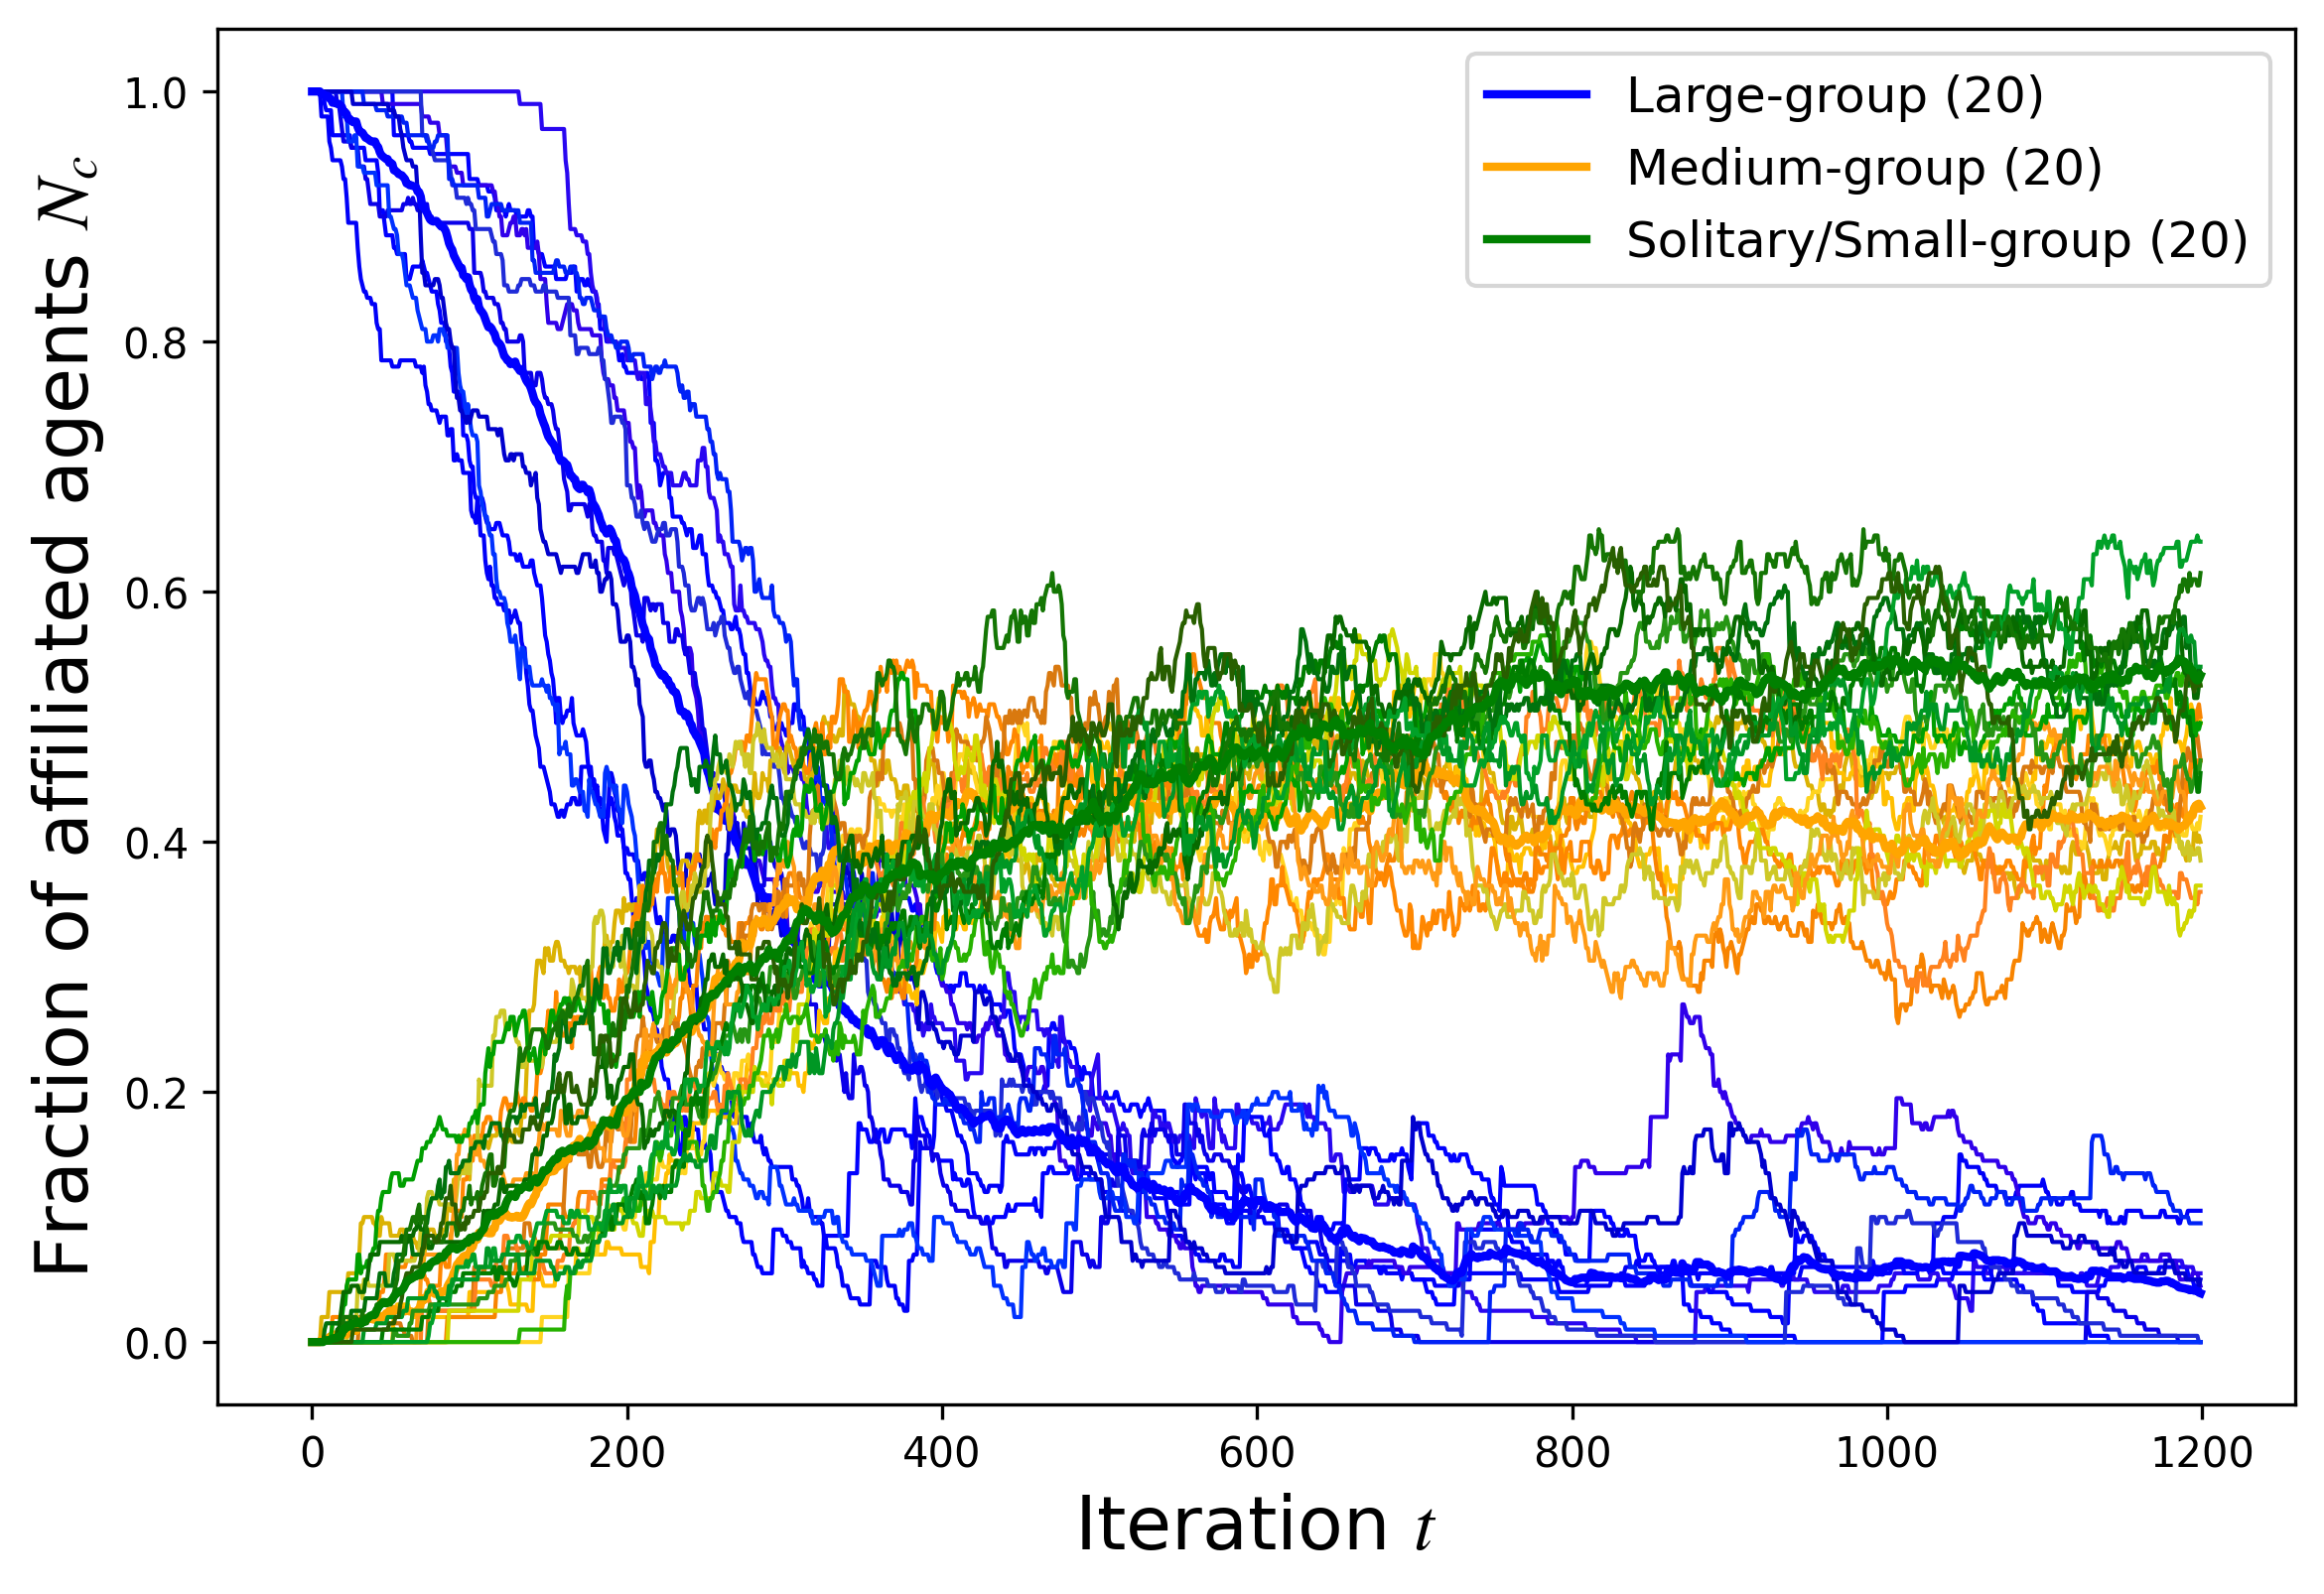 Large-group (20)
Medium-group (20)
Solitary/Small-group (20)
Fraction of affiliated agents N_c
1.0
0.8
0.6
0.4
0.2
0.0
0 200 400 600 800 1000 1200
Iteration t